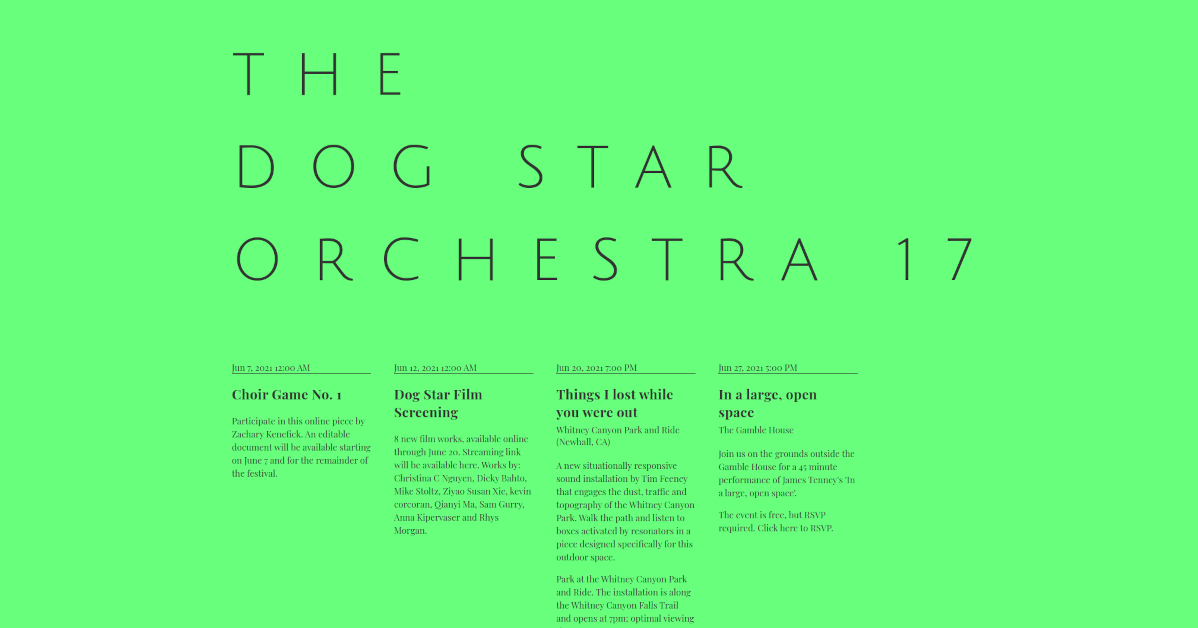 THE
DOG STAR
ORCHESTRA 17
Jun 7, 2021 12:00 AM
Choir Game No. 1
Participate in this online piece by
Zachary Kenefick. An editable
document will be available starting
on June 7 and for the remainder of
the festival.
Jun 12, 2021 12:00 AM
Dog Star Film
Screening
8 new film works, available online
through June 20. Streaming link
will be available here. Works by:
Christina C Nguyen, Dicky Bahto,
Mike Stoltz, Ziyao Susan Xie, kevin
corcoran, Qianyi Ma, Sam Gurry,
Anna Kipervaser and Rhys
Morgan.
Jun 20, 2021 7:00 PM
Things I lost while
you were out
Whitney Canyon Park and Ride
(Newhall, CA)
A new situationally responsive
sound installation by Tim Feeney
that engages the dust, traffic and
topography of the Whitney Canyon
Park. Walk the path and listen to
boxes activated by resonators in a
piece designed specifically for this
outdoor space.
Park at the Whitney Canyon Park
and Ride. The installation is along
the Whitney Canyon Falls Trail
and opens at 7pm; optimal viewing
Jun 27, 2021 5:00 PM
In a large, open
space
The Gamble House
Join us on the grounds outside the
Gamble House for a 45 minute
performance of James Tenney's 'In
a large, open space'.
The event is free, but RSVP
required. Click here to RSVP.